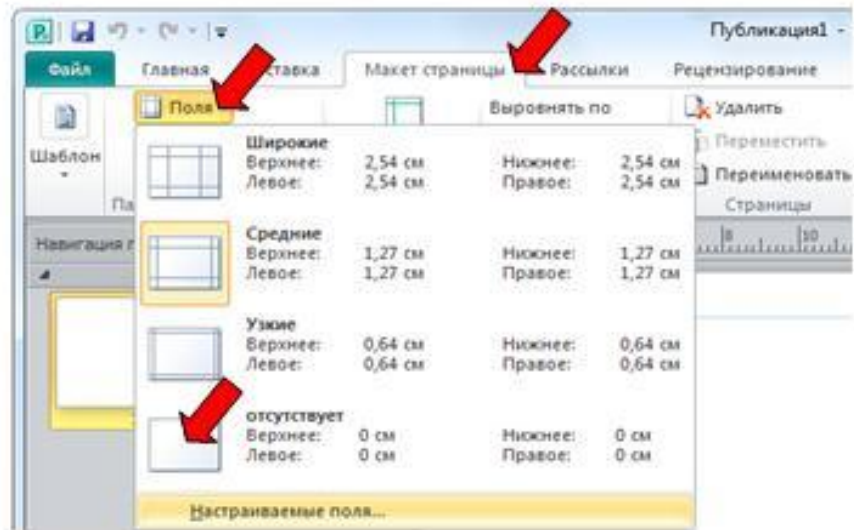 Публикация1 -
Файл Главная ставка Макет страницы Рассылки Рецензирование
Поля Выровнять по Удалить
Шаблон Переместить
Переименовать
Па Страницы
Навигация п 8 10
Широкие
Верхнее: 2,54 см Нижнее: 2,54 см
Левое: 2,54 см Правое: 2,54 см
Средние
Верхнее: 1,27 см Нижнее: 1,27 см
Левое: 1,27 см Правое: 1,27 см
Узкие
Верхнее: 0,64 см Нижнее: 0,64 см
Левое: 0,64 см Правое: 0,64 см
отсутствует
Верхнее: 0 см Нижнее: 0 см
Левое: 0 см Правое: 0 см
Настраиваемые поля...